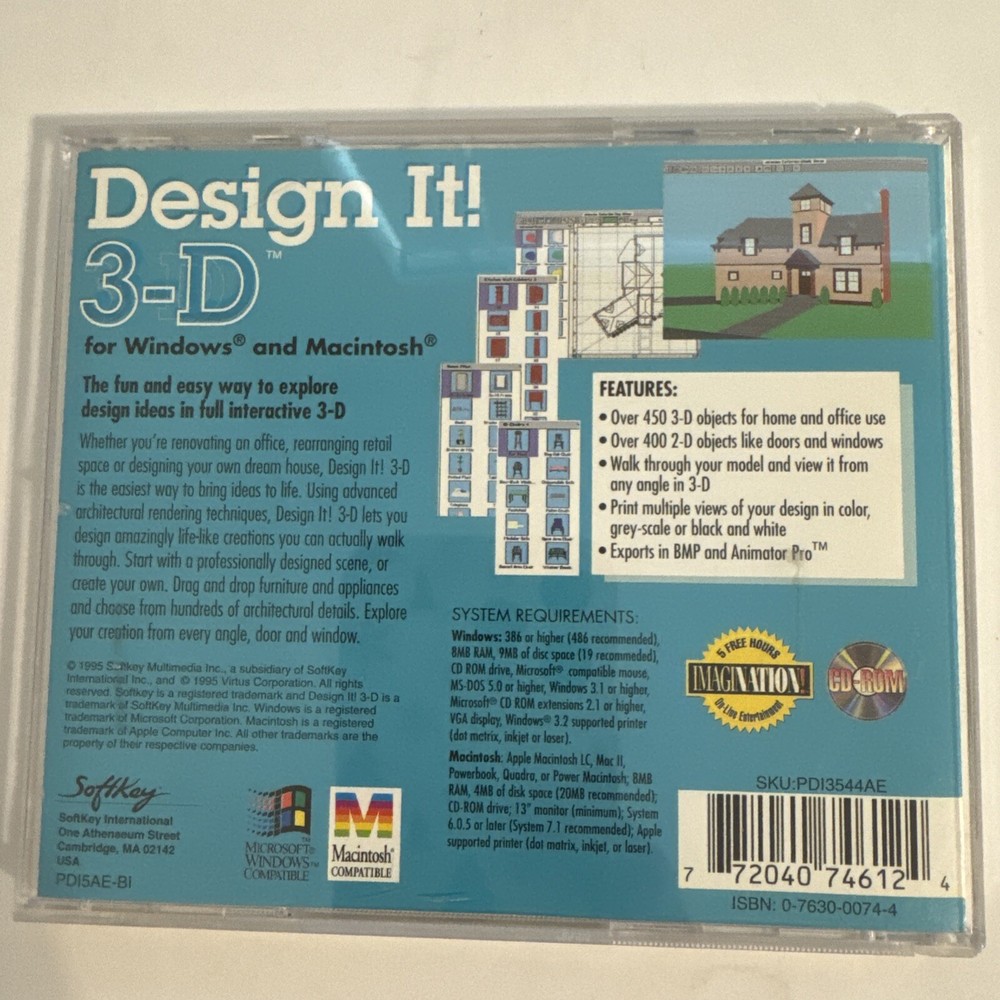 Design It!
3-D™
for Windows® and Macintosh®
The fun and easy way to explore
design ideas in full interactive 3-D
Whether you're renovating an office, rearranging retail
space or designing your own dream house, Design It! 3-D
is the easiest way to bring ideas to life. Using advanced
architectural rendering techniques, Design It! 3-D lets you
design amazingly life-like creations you can actually walk
through. Start with a professionally designed scene, or
create your own. Drag and drop furniture and appliances
and choose from hundreds of architectural details. Explore
your creation from every angle, door and window.
© 1995 Softkey Multimedia Inc., a subsidiary of SoftKey
International Inc., and © 1995 Virtus Corporation. All rights
reserved. Softkey is a registered trademark and Design It! 3-D is a
trademark of SoftKey Multimedia Inc. Windows is a registered
trademark of Microsoft Corporation. Macintosh is a registered
trademark of Apple Computer Inc. All other trademarks are the
property of their respective companies.
SoftKey
SoftKey International
One Athenaeum Street
Cambridge, MA 02142
USA
PDI5AE-BI
MICROSOFT®
WINDOWS™
COMPATIBLE
Macintosh®
COMPATIBLE
FEATURES:
• Over 450 3-D objects for home and office use
• Over 400 2-D objects like doors and windows
• Walk through your model and view it from
any angle in 3-D
• Print multiple views of your design in color,
grey-scale or black and white
• Exports in BMP and Animator Pro™
SYSTEM REQUIREMENTS:
Windows: 386 or higher (486 recommended),
8MB RAM, 9MB of disc space (19 recommeded),
CD ROM drive, Microsoft® compatible mouse,
MS-DOS 5.0 or higher, Windows 3.1 or higher,
Microsoft® CD ROM extensions 2.1 or higher,
VGA display, Windows® 3.2 supported printer
(dot metrix, inkjet or laser).
Macintosh: Apple Macintosh LC, Mac II,
Powerbook, Quadra, or Power Macintosh; 8MB
RAM, 4MB of disk space (20MB recommended);
CD-ROM drive; 13" monitor (minimum); System
6.0.5 or later (System 7.1 recommended); Apple
supported printer (dot matrix, inkjet, or laser).
5 FREE HOURS
IMAGINATION!
On-Line Entertainment
CD-ROM
SKU:PDI3544AE
7 72040 74612 4
ISBN: 0-7630-0074-4